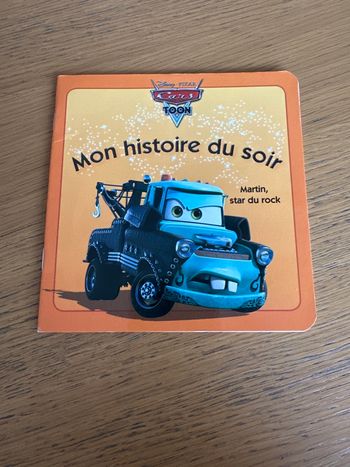 Disney · PIXAR
Cars
TOON
Mon histoire du soir
Martin,
star du rock